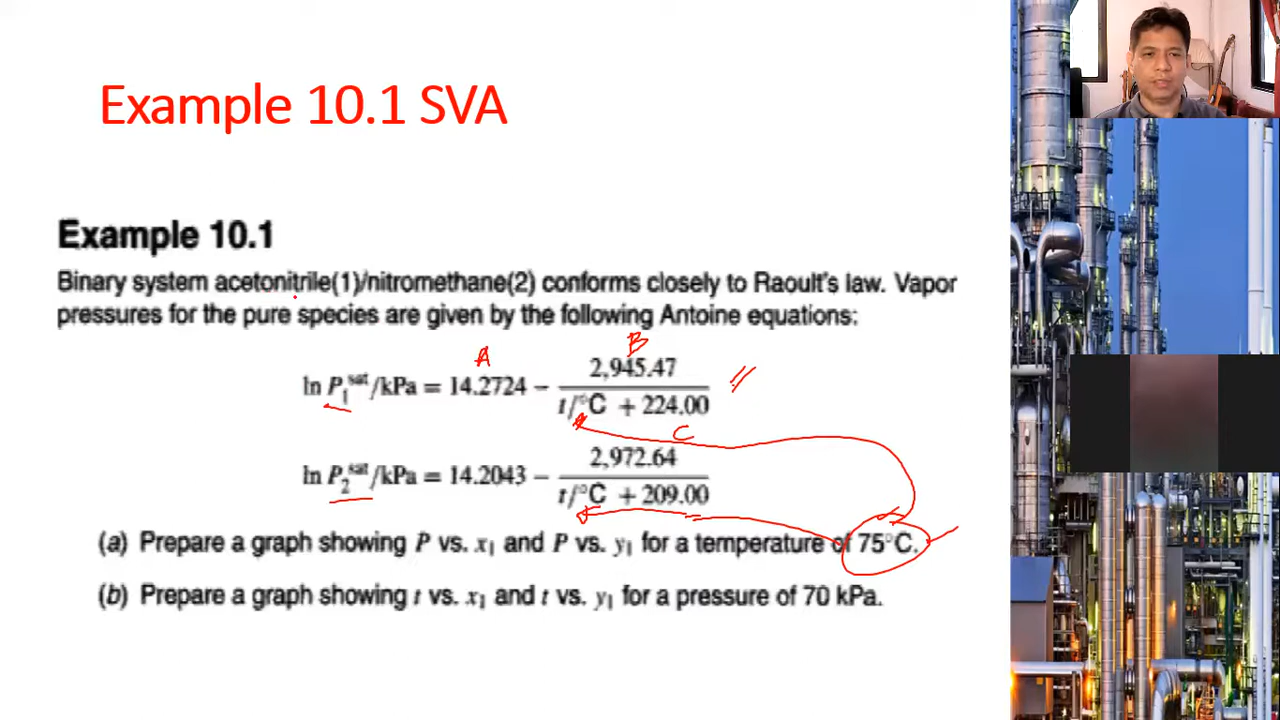 Example 10.1 SVA
Example 10.1
Binary system acetonitrile(1)/nitromethane(2) conforms closely to Raoult's law. Vapor
pressures for the pure species are given by the following Antoine equations:
A B
ln P₁ˢᵃᵗ/kPa = 14.2724 − 2,945.47 / (t/°C + 224.00)
C
ln P₂ˢᵃᵗ/kPa = 14.2043 − 2,972.64 / (t/°C + 209.00)
(a) Prepare a graph showing P vs. x₁ and P vs. y₁ for a temperature of 75°C.
(b) Prepare a graph showing t vs. x₁ and t vs. y₁ for a pressure of 70 kPa.